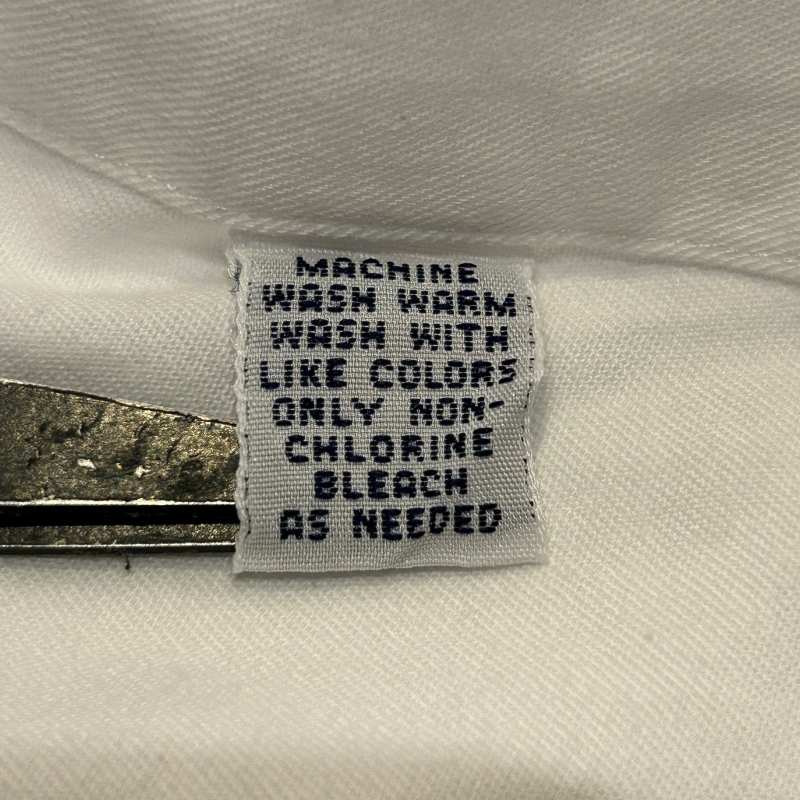 MACHINE
WASH WARM
WASH WITH
LIKE COLORS
ONLY NON-
CHLORINE
BLEACH
AS NEEDED